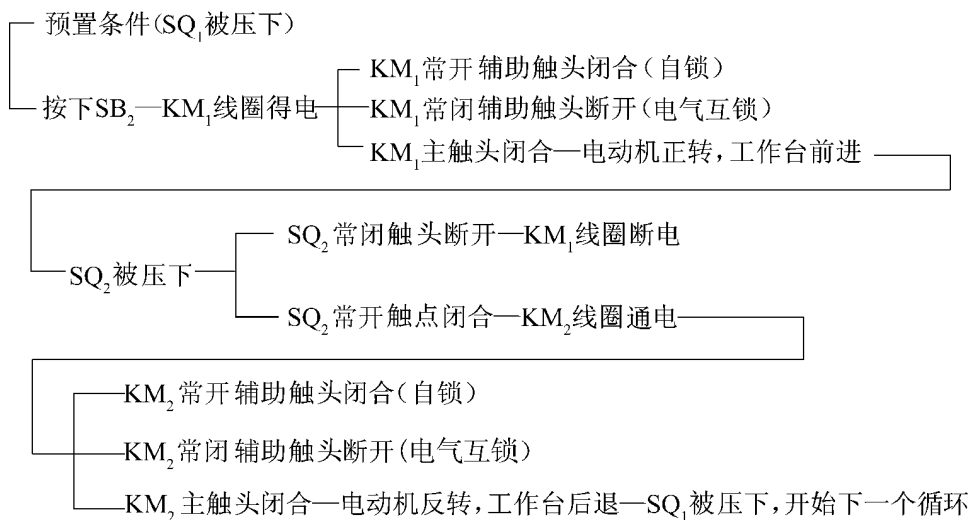 预置条件(SQ₁被压下)
KM₁常开辅助触头闭合(自锁)
按下SB₂—KM₁线圈得电
KM₁常闭辅助触头断开(电气互锁)
KM₁主触头闭合—电动机正转,工作台前进
SQ₂常闭触头断开—KM₁线圈断电
SQ₂被压下
SQ₂常开触点闭合—KM₂线圈通电
KM₂常开辅助触头闭合(自锁)
KM₂常闭辅助触头断开(电气互锁)
KM₂主触头闭合—电动机反转,工作台后退—SQ₁被压下,开始下一个循环